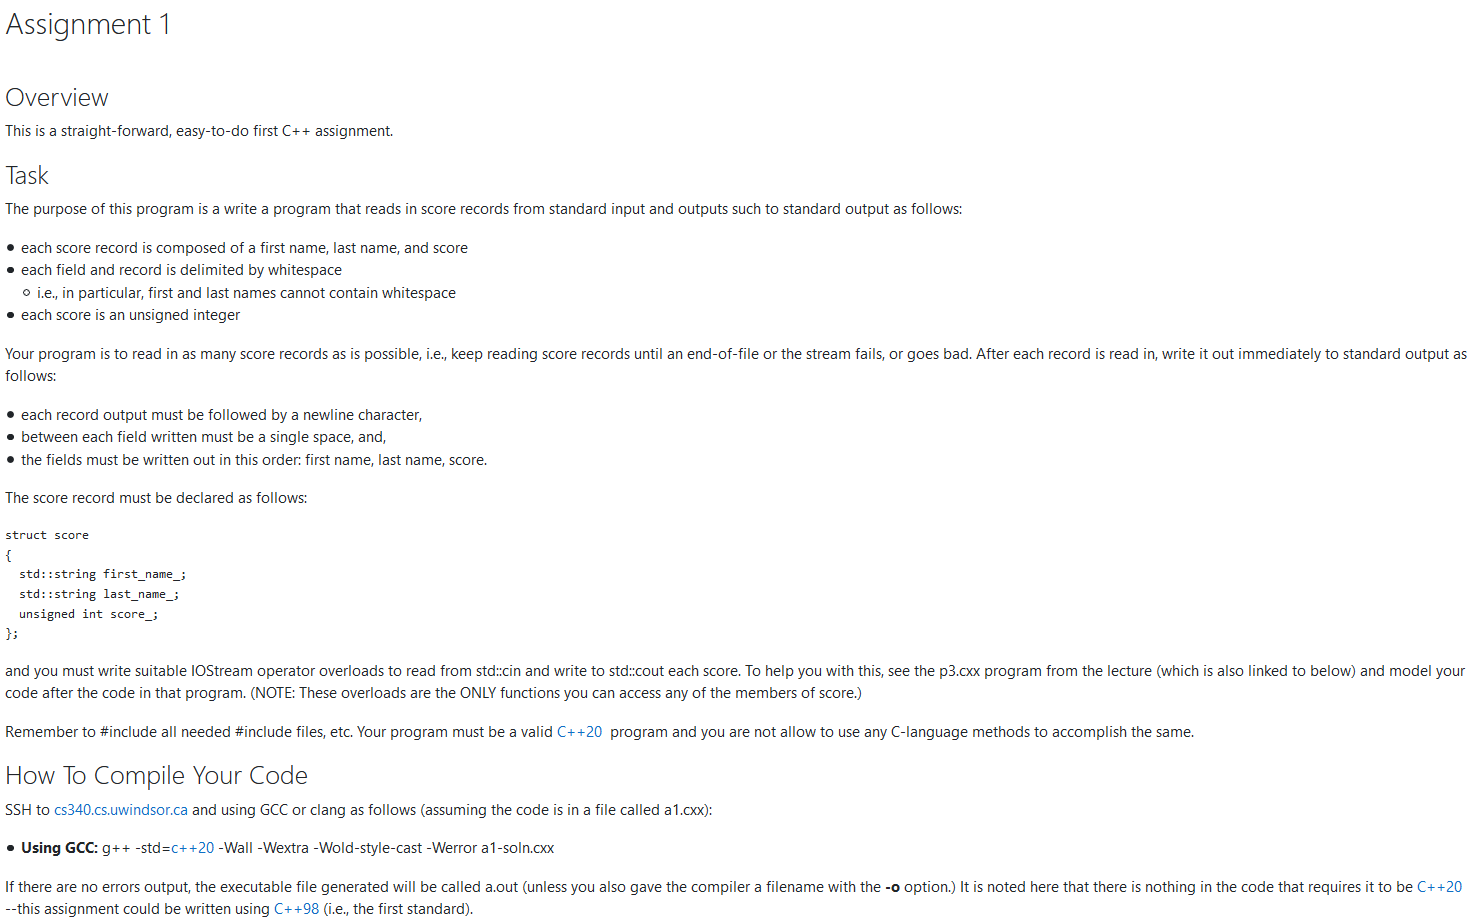 Assignment 1
Overview
This is a straight-forward, easy-to-do first C++ assignment.
Task
The purpose of this program is a write a program that reads in score records from standard input and outputs such to standard output as follows:
● each score record is composed of a first name, last name, and score
● each field and record is delimited by whitespace
○ i.e., in particular, first and last names cannot contain whitespace
● each score is an unsigned integer
Your program is to read in as many score records as is possible, i.e., keep reading score records until an end-of-file or the stream fails, or goes bad. After each record is read in, write it out immediately to standard output as
follows:
● each record output must be followed by a newline character,
● between each field written must be a single space, and,
● the fields must be written out in this order: first name, last name, score.
The score record must be declared as follows:
struct score
{
  std::string first_name_;
  std::string last_name_;
  unsigned int score_;
};
and you must write suitable IOStream operator overloads to read from std::cin and write to std::cout each score. To help you with this, see the p3.cxx program from the lecture (which is also linked to below) and model your
code after the code in that program. (NOTE: These overloads are the ONLY functions you can access any of the members of score.)
Remember to #include all needed #include files, etc. Your program must be a valid C++20 program and you are not allow to use any C-language methods to accomplish the same.
How To Compile Your Code
SSH to cs340.cs.uwindsor.ca and using GCC or clang as follows (assuming the code is in a file called a1.cxx):
● Using GCC: g++ -std=c++20 -Wall -Wextra -Wold-style-cast -Werror a1-soln.cxx
If there are no errors output, the executable file generated will be called a.out (unless you also gave the compiler a filename with the -o option.) It is noted here that there is nothing in the code that requires it to be C++20
--this assignment could be written using C++98 (i.e., the first standard).